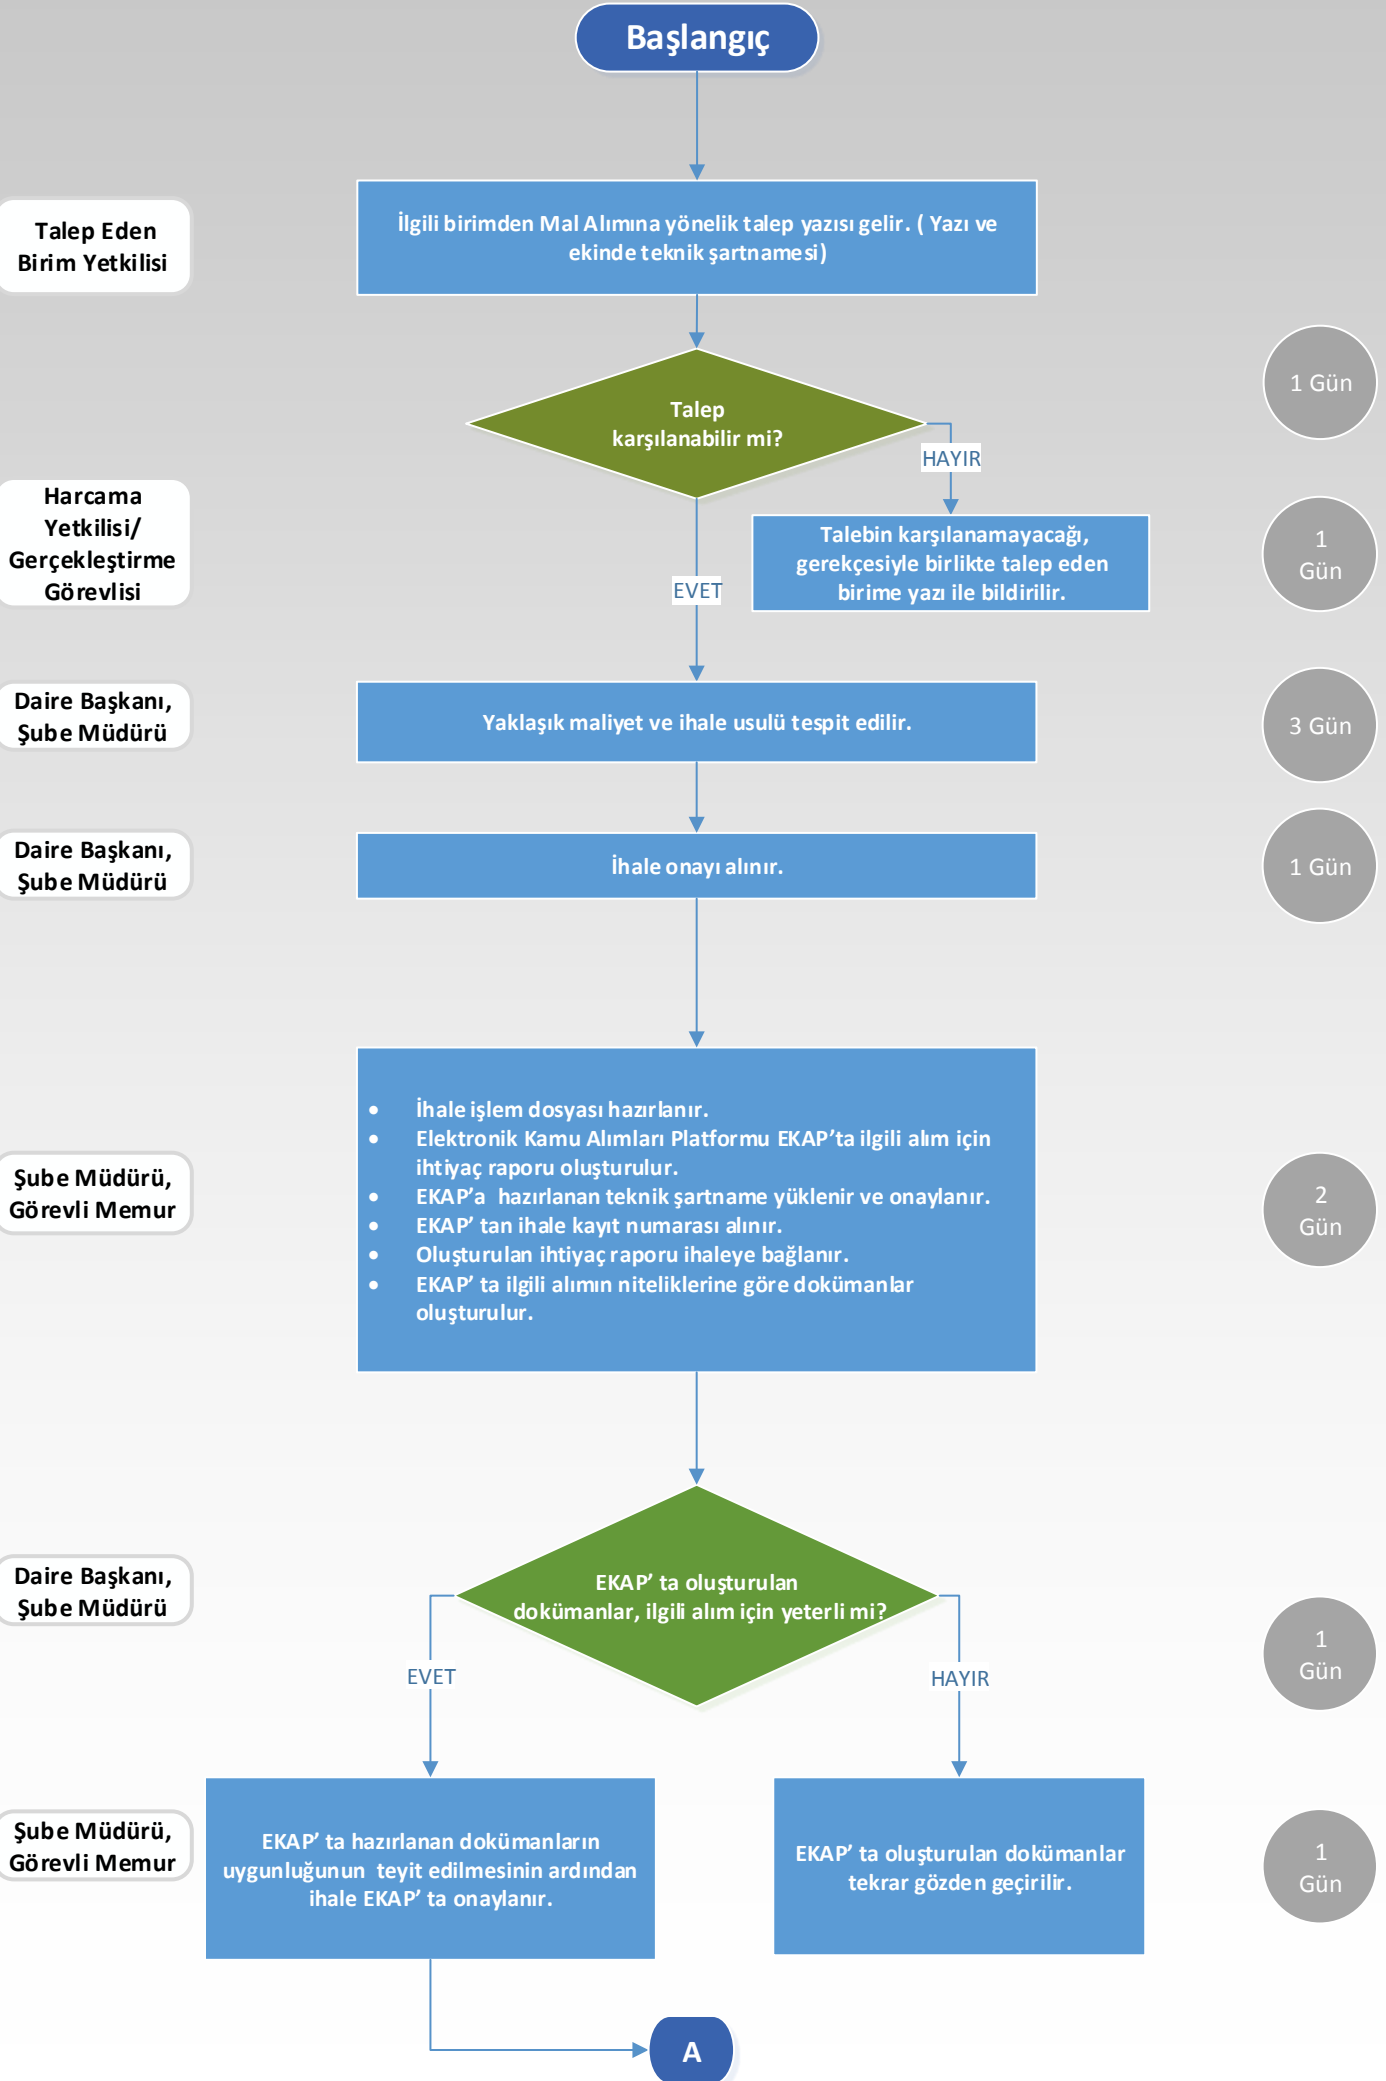 Başlangıç
Talep Eden
Birim Yetkilisi
İlgili birimden Mal Alımına yönelik talep yazısı gelir. ( Yazı ve
ekinde teknik şartnamesi)
1 Gün
Talep
karşılanabilir mi?
HAYIR
Harcama
Yetkilisi/
Gerçekleştirme
Görevlisi
Talebin karşılanamayacağı,
gerekçesiyle birlikte talep eden
birime yazı ile bildirilir.
1
Gün
EVET
Daire Başkanı,
Şube Müdürü
Yaklaşık maliyet ve ihale usulü tespit edilir.
3 Gün
Daire Başkanı,
Şube Müdürü
İhale onayı alınır.
1 Gün
Şube Müdürü,
Görevli Memur
• İhale işlem dosyası hazırlanır.
• Elektronik Kamu Alımları Platformu EKAP’ta ilgili alım için
ihtiyaç raporu oluşturulur.
• EKAP’a hazırlanan teknik şartname yüklenir ve onaylanır.
• EKAP’ tan ihale kayıt numarası alınır.
• Oluşturulan ihtiyaç raporu ihaleye bağlanır.
• EKAP’ ta ilgili alımın niteliklerine göre dokümanlar
oluşturulur.
2
Gün
Daire Başkanı,
Şube Müdürü
EKAP’ ta oluşturulan
dokümanlar, ilgili alım için yeterli mi?
1
Gün
EVET
HAYIR
Şube Müdürü,
Görevli Memur
EKAP’ ta hazırlanan dokümanların
uygunluğunun teyit edilmesinin ardından
ihale EKAP’ ta onaylanır.
EKAP’ ta oluşturulan dokümanlar
tekrar gözden geçirilir.
1
Gün
A